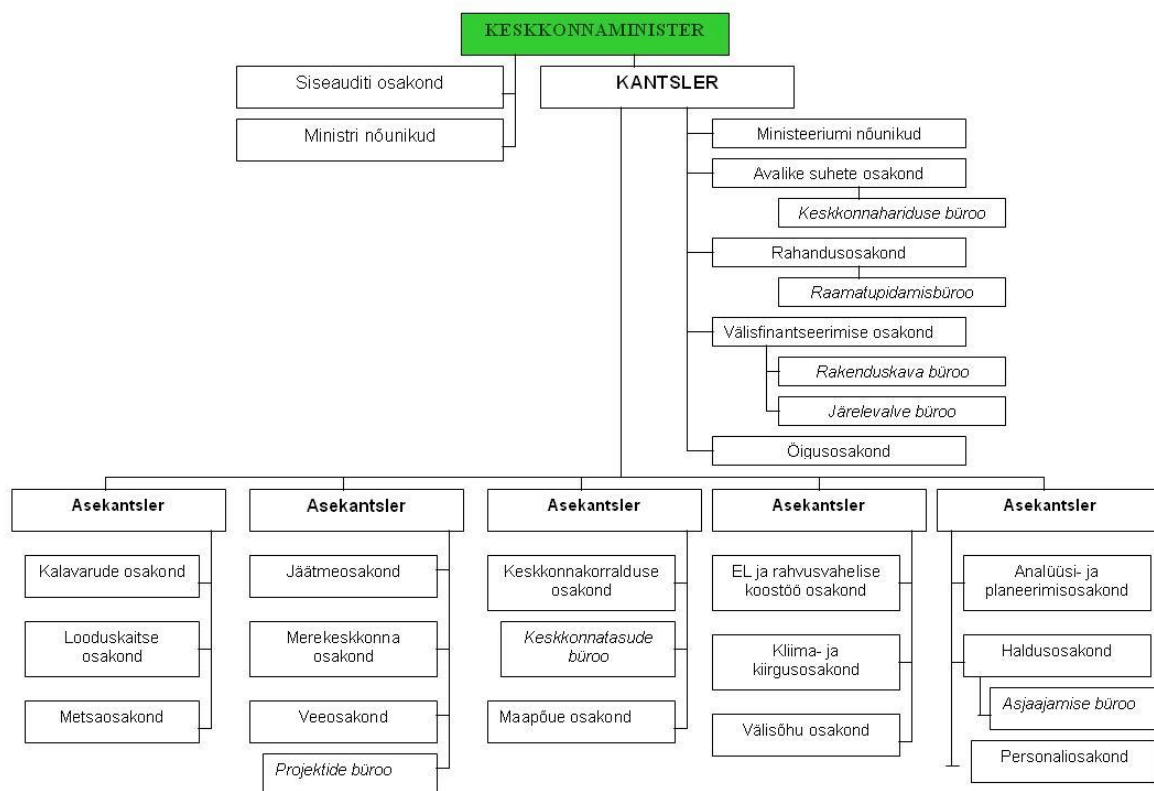 KESKKONNAMINISTER
Siseauditi osakond
KANTSLER
Ministri nõunikud
Ministeeriumi nõunikud
Avalike suhete osakond
Keskkonnahariduse büroo
Rahandusosakond
Raamatupidamisbüroo
Välisfinantseerimise osakond
Rakenduskava büroo
Järelevalve büroo
Õigusosakond
Asekantsler
Kalavarude osakond
Looduskaitse
osakond
Metsaosakond
Asekantsler
Jäätmeosakond
Merekeskkonna
osakond
Veeosakond
Projektide büroo
Asekantsler
Keskkonnakorralduse
osakond
Keskkonnatasude
büroo
Maapõue osakond
Asekantsler
EL ja rahvusvahelise
koostöö osakond
Kliima- ja
kiirgusosakond
Välisõhu osakond
Asekantsler
Analüüsi- ja
planeerimisosakond
Haldusosakond
Asjaajamise büroo
Personaliosakond